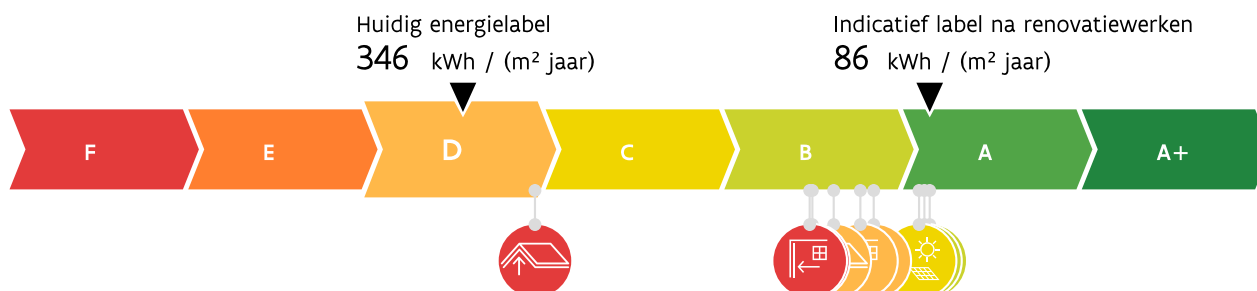 Huidig energielabel
346 kWh / (m² jaar)
Indicatief label na renovatiewerken
86 kWh / (m² jaar)
F E D C B A A+